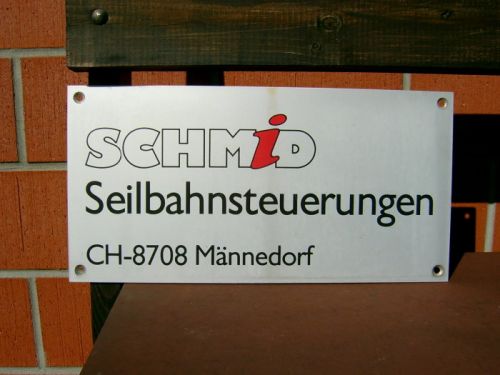 SCHMiD
Seilbahnsteuerungen
CH-8708 Männedorf